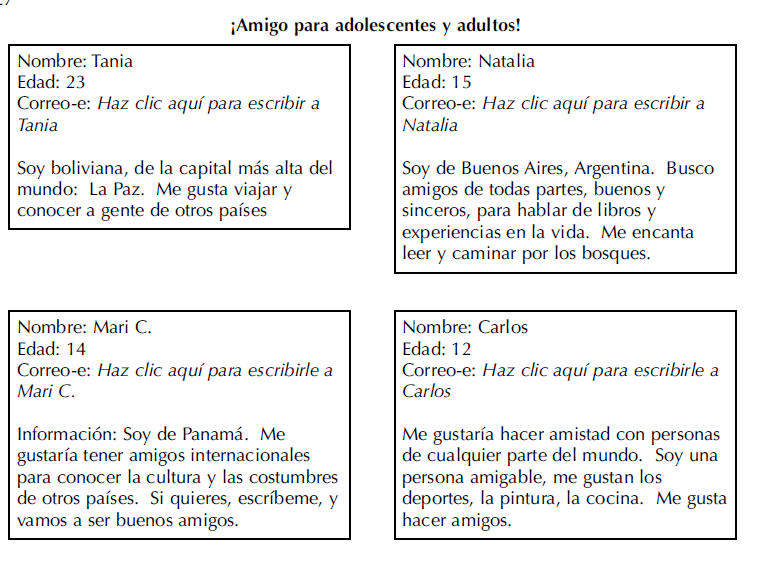 ¡Amigo para adolescentes y adultos!
Nombre: Tania
Edad: 23
Correo-e: Haz clic aquí para escribir a
Tania
Soy boliviana, de la capital más alta del
mundo: La Paz. Me gusta viajar y
conocer a gente de otros países
Nombre: Natalia
Edad: 15
Correo-e: Haz clic aquí para escribir a
Natalia
Soy de Buenos Aires, Argentina. Busco
amigos de todas partes, buenos y
sinceros, para hablar de libros y
experiencias en la vida. Me encanta
leer y caminar por los bosques.
Nombre: Mari C.
Edad: 14
Correo-e: Haz clic aquí para escribirle a
Mari C.
Información: Soy de Panamá. Me
gustaría tener amigos internacionales
para conocer la cultura y las costumbres
de otros países. Si quieres, escríbeme, y
vamos a ser buenos amigos.
Nombre: Carlos
Edad: 12
Correo-e: Haz clic aquí para escribirle a
Carlos
Me gustaría hacer amistad con personas
de cualquier parte del mundo. Soy una
persona amigable, me gustan los
deportes, la pintura, la cocina. Me gusta
hacer amigos.